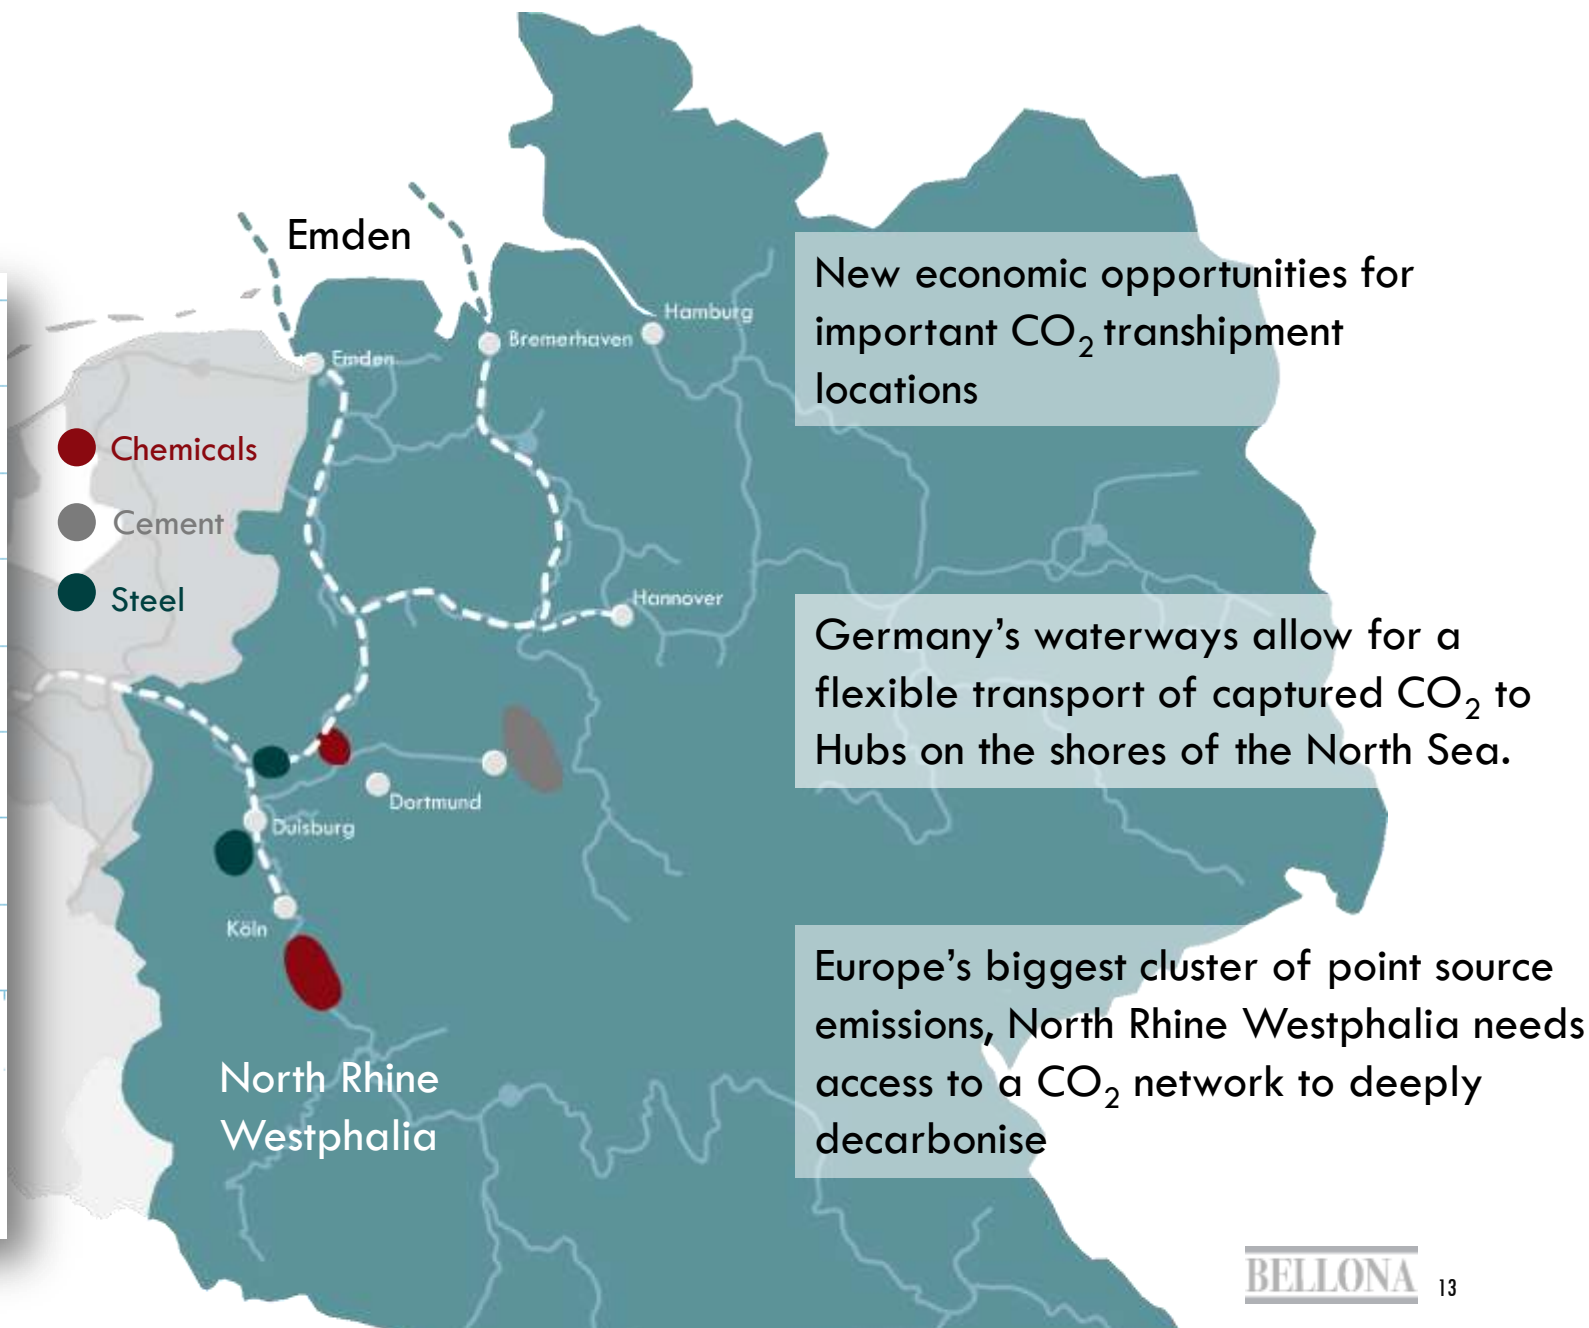 Emden
Hamburg
Bremerhaven
Emden
Chemicals
Cement
Steel
Hannover
Dortmund
Duisburg
Köln
North Rhine
Westphalia
New economic opportunities for
important CO₂ transhipment
locations
Germany’s waterways allow for a
flexible transport of captured CO₂ to
Hubs on the shores of the North Sea.
Europe’s biggest cluster of point source
emissions, North Rhine Westphalia needs
access to a CO₂ network to deeply
decarbonise
BELLONA
13